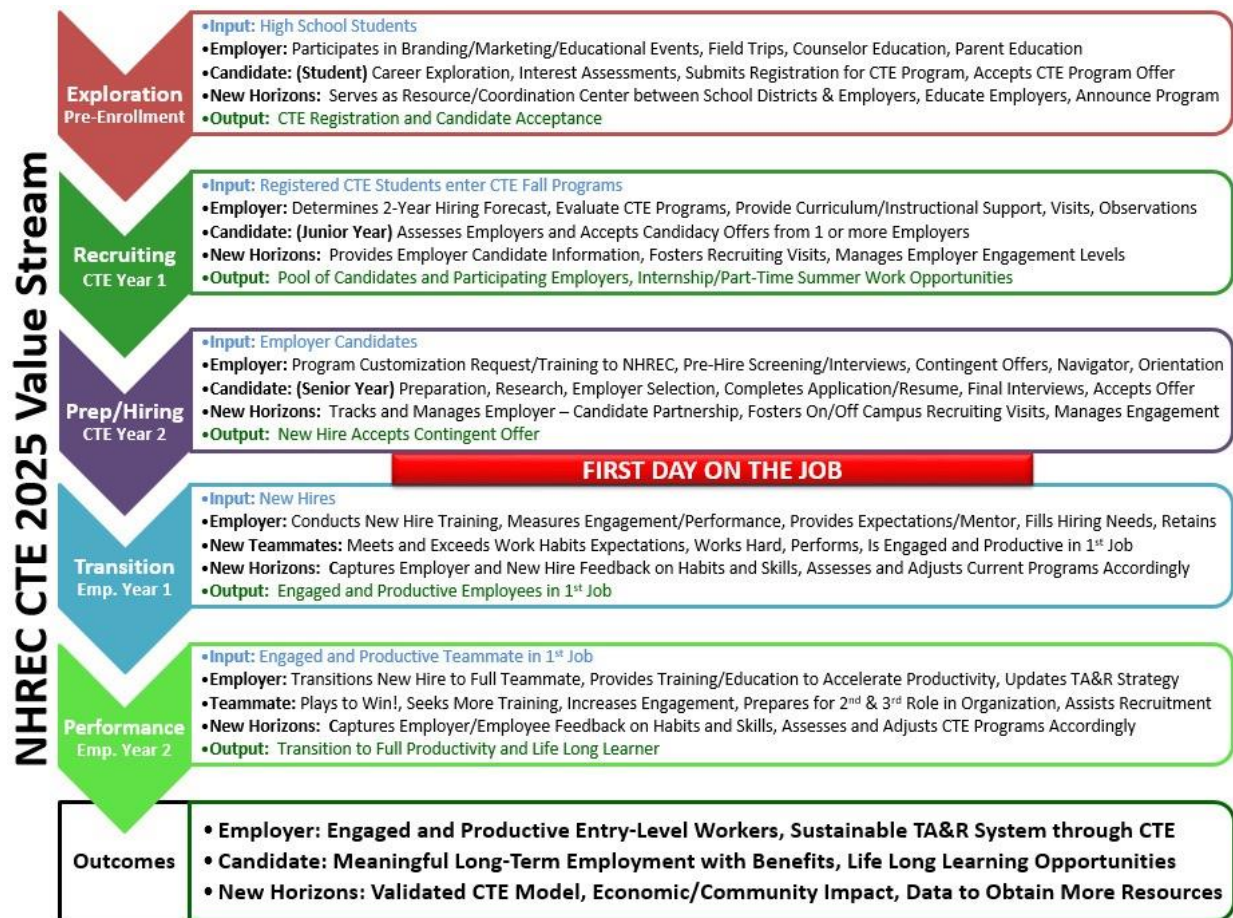 NHREC CTE 2025 Value Stream
Exploration
Pre-Enrollment
•Input: High School Students
•Employer: Participates in Branding/Marketing/Educational Events, Field Trips, Counselor Education, Parent Education
•Candidate: (Student) Career Exploration, Interest Assessments, Submits Registration for CTE Program, Accepts CTE Program Offer
•New Horizons: Serves as Resource/Coordination Center between School Districts & Employers, Educate Employers, Announce Program
•Output: CTE Registration and Candidate Acceptance
Recruiting
CTE Year 1
•Input: Registered CTE Students enter CTE Fall Programs
•Employer: Determines 2-Year Hiring Forecast, Evaluate CTE Programs, Provide Curriculum/Instructional Support, Visits, Observations
•Candidate: (Junior Year) Assesses Employers and Accepts Candidacy Offers from 1 or more Employers
•New Horizons: Provides Employer Candidate Information, Fosters Recruiting Visits, Manages Employer Engagement Levels
•Output: Pool of Candidates and Participating Employers, Internship/Part-Time Summer Work Opportunities
Prep/Hiring
CTE Year 2
•Input: Employer Candidates
•Employer: Program Customization Request/Training to NHREC, Pre-Hire Screening/Interviews, Contingent Offers, Navigator, Orientation
•Candidate: (Senior Year) Preparation, Research, Employer Selection, Completes Application/Resume, Final Interviews, Accepts Offer
•New Horizons: Tracks and Manages Employer – Candidate Partnership, Fosters On/Off Campus Recruiting Visits, Manages Engagement
•Output: New Hire Accepts Contingent Offer
FIRST DAY ON THE JOB
Transition
Emp. Year 1
•Input: New Hires
•Employer: Conducts New Hire Training, Measures Engagement/Performance, Provides Expectations/Mentor, Fills Hiring Needs, Retains
•New Teammates: Meets and Exceeds Work Habits Expectations, Works Hard, Performs, Is Engaged and Productive in 1st Job
•New Horizons: Captures Employer and New Hire Feedback on Habits and Skills, Assesses and Adjusts Current Programs Accordingly
•Output: Engaged and Productive Employees in 1st Job
Performance
Emp. Year 2
•Input: Engaged and Productive Teammate in 1st Job
•Employer: Transitions New Hire to Full Teammate, Provides Training/Education to Accelerate Productivity, Updates TA&R Strategy
•Teammate: Plays to Win!, Seeks More Training, Increases Engagement, Prepares for 2nd & 3rd Role in Organization, Assists Recruitment
•New Horizons: Captures Employer/Employee Feedback on Habits and Skills, Assesses and Adjusts CTE Programs Accordingly
•Output: Transition to Full Productivity and Life Long Learner
Outcomes
• Employer: Engaged and Productive Entry-Level Workers, Sustainable TA&R System through CTE
• Candidate: Meaningful Long-Term Employment with Benefits, Life Long Learning Opportunities
• New Horizons: Validated CTE Model, Economic/Community Impact, Data to Obtain More Resources